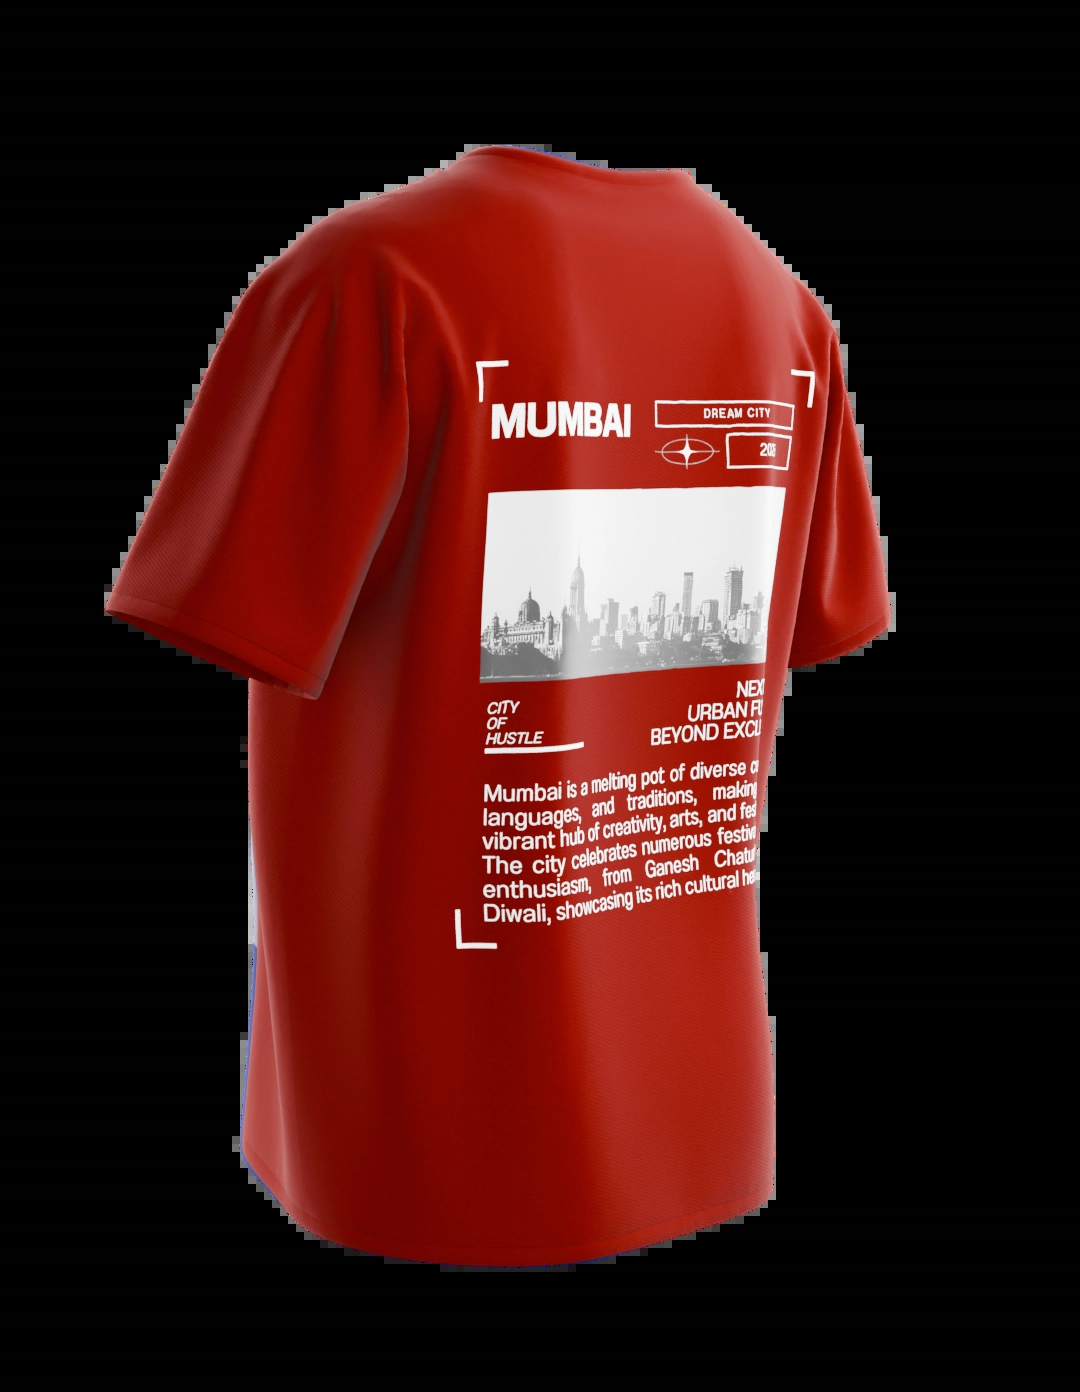 MUMBAI
DREAM CITY
CITY
OF
HUSTLE
URBAN
BEYOND
Mumbai is a melting pot of diverse
languages, and traditions, making
vibrant hub of creativity, arts, and
The city celebrates numerous
enthusiasm, from Ganesh
Diwali, showcasing its rich cultural